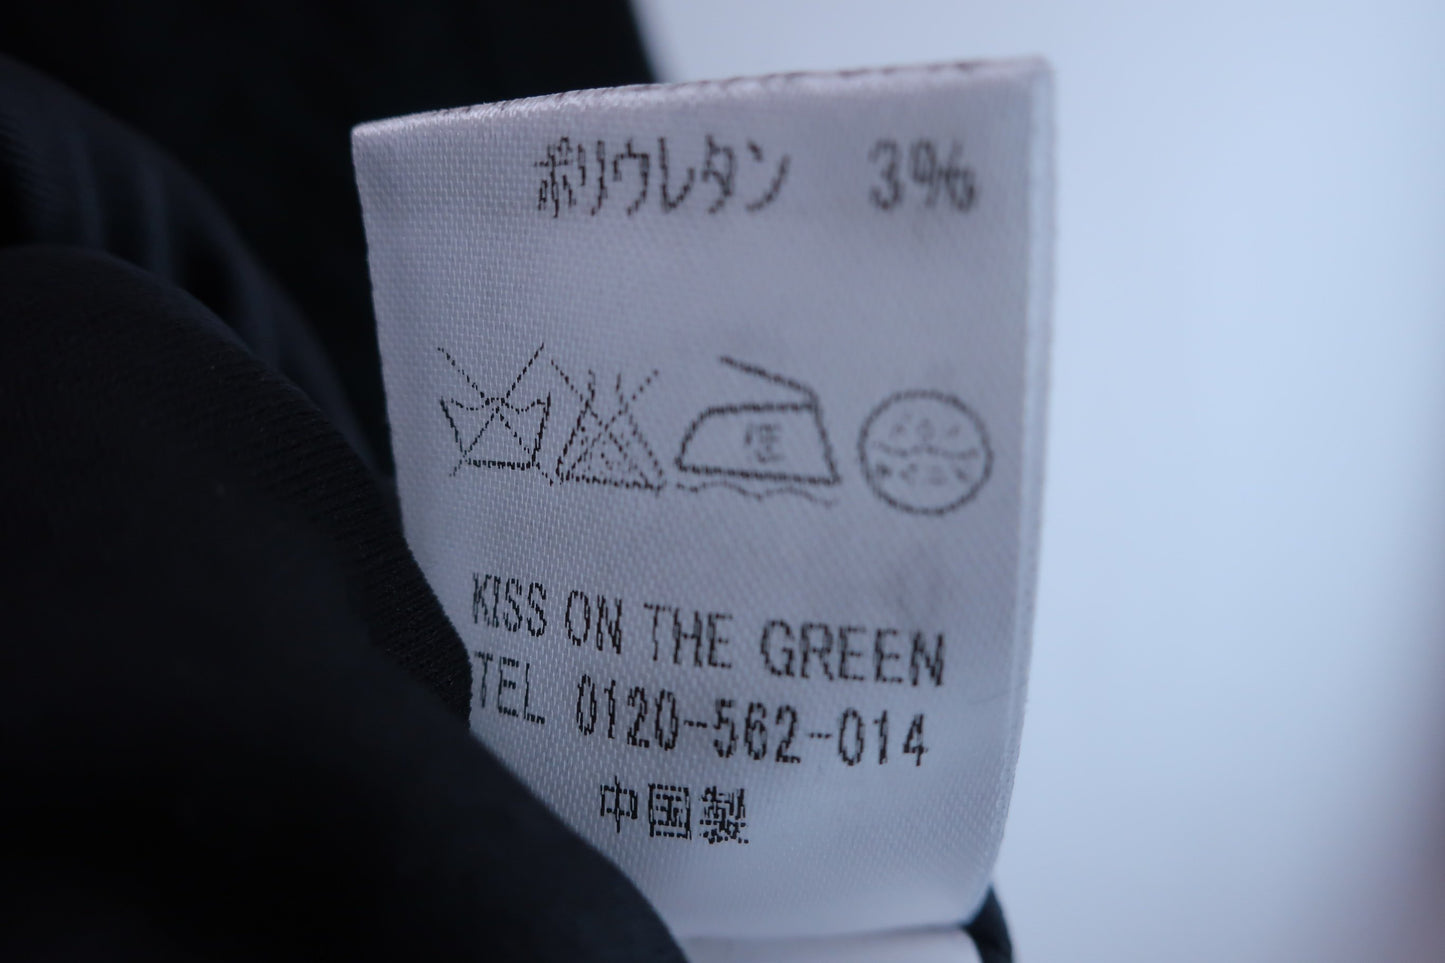 ポリウレタン 3%
KISS ON THE GREEN
TEL 0120-562-014
中国製